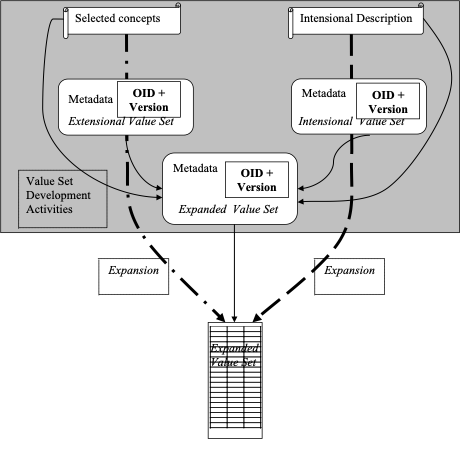 Selected concepts
Intensional Description
Metadata
OID +
Version
Extensional Value Set
Metadata
OID +
Version
Intensional Value Set
Metadata
OID +
Version
Expanded Value Set
Value Set
Development
Activities
Expansion
Expansion
Expanded
Value Set